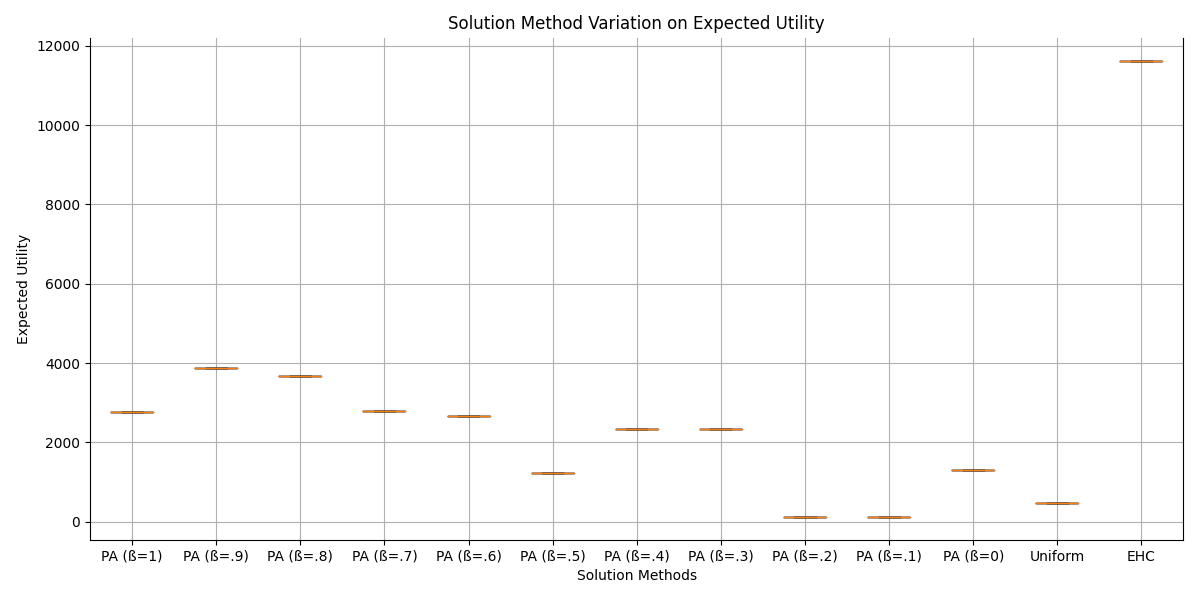 Solution Method Variation on Expected Utility
Expected Utility
12000
10000
8000
6000
4000
2000
0
PA (ß=1) PA (ß=.9) PA (ß=.8) PA (ß=.7) PA (ß=.6) PA (ß=.5) PA (ß=.4) PA (ß=.3) PA (ß=.2) PA (ß=.1) PA (ß=0) Uniform EHC
Solution Methods